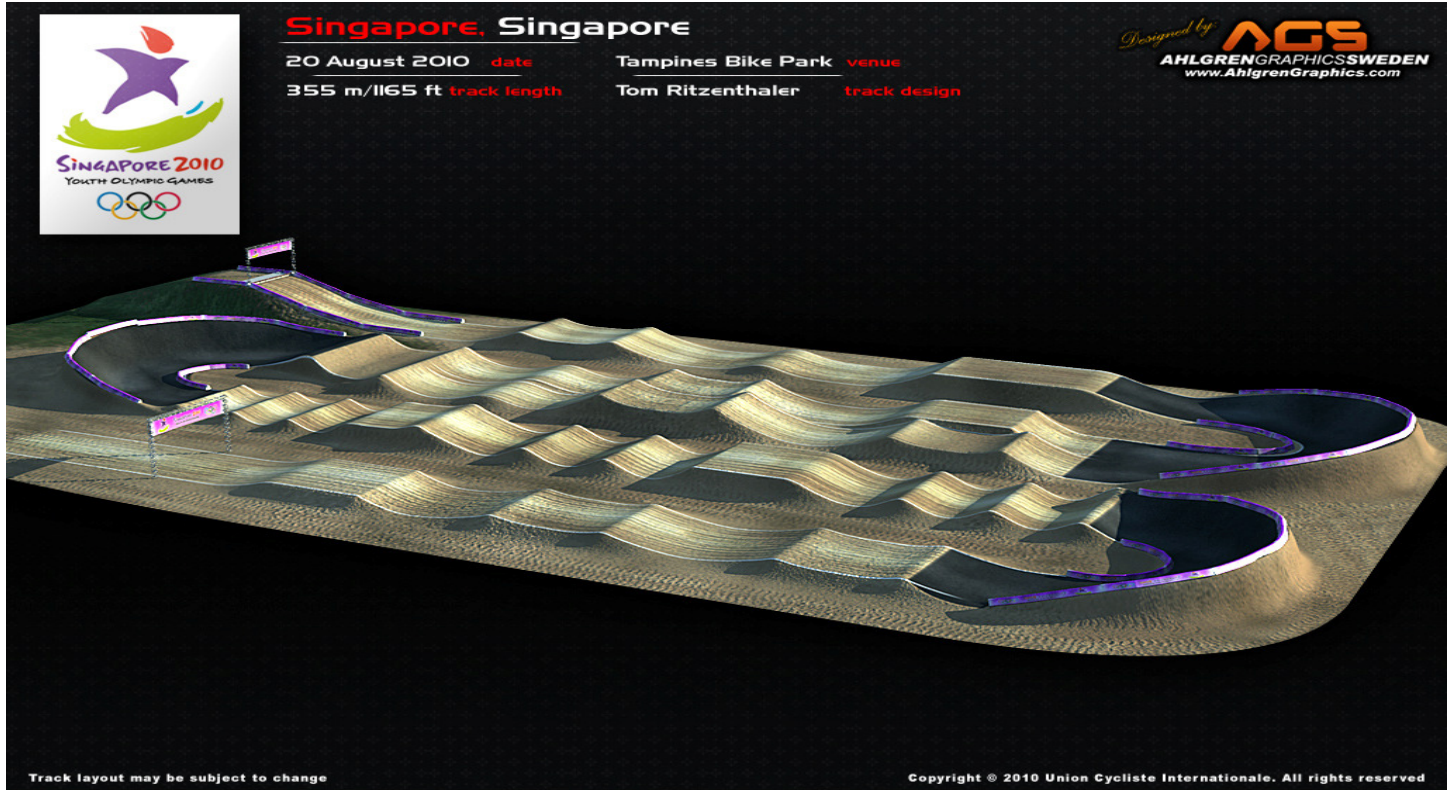 SINGAPORE 2010
YOUTH OLYMPIC GAMES
Singapore, Singapore
20 August 2010 date
Tampines Bike Park venue
355 m/1165 ft track length
Tom Ritzenthaler track design
Designed by:
AGS
AHLGRENGRAPHICSSWEDEN
www.AhlgrenGraphics.com
Track layout may be subject to change
Copyright © 2010 Union Cycliste Internationale. All rights reserved